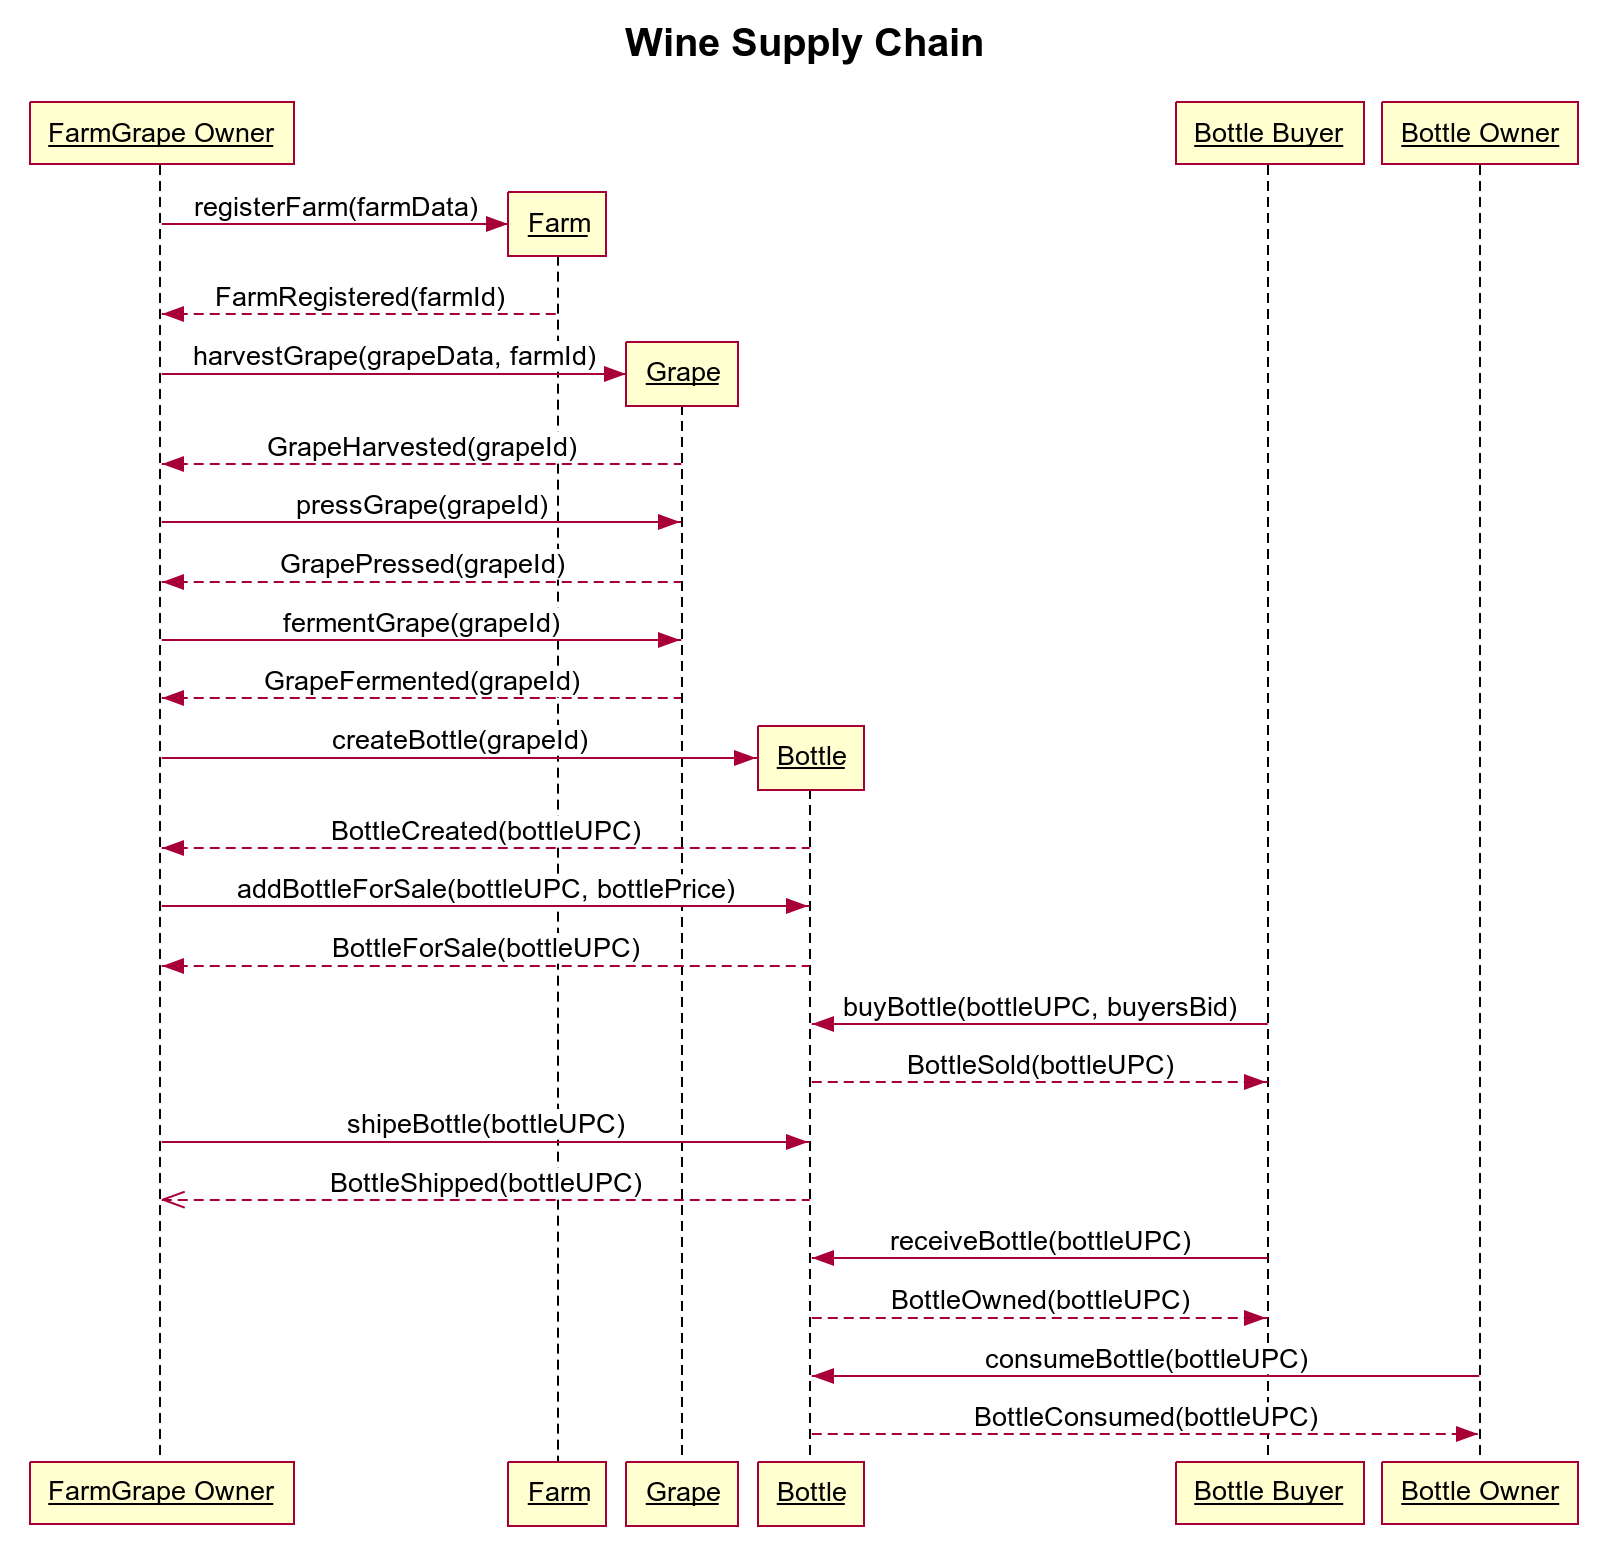 Wine Supply Chain
FarmGrape Owner
Bottle Buyer
Bottle Owner
registerFarm(farmData)
Farm
FarmRegistered(farmId)
harvestGrape(grapeData, farmId)
Grape
GrapeHarvested(grapeId)
pressGrape(grapeId)
GrapePressed(grapeId)
fermentGrape(grapeId)
GrapeFermented(grapeId)
createBottle(grapeId)
Bottle
BottleCreated(bottleUPC)
addBottleForSale(bottleUPC, bottlePrice)
BottleForSale(bottleUPC)
buyBottle(bottleUPC, buyersBid)
BottleSold(bottleUPC)
shipeBottle(bottleUPC)
BottleShipped(bottleUPC)
receiveBottle(bottleUPC)
BottleOwned(bottleUPC)
consumeBottle(bottleUPC)
BottleConsumed(bottleUPC)
FarmGrape Owner
Farm
Grape
Bottle
Bottle Buyer
Bottle Owner